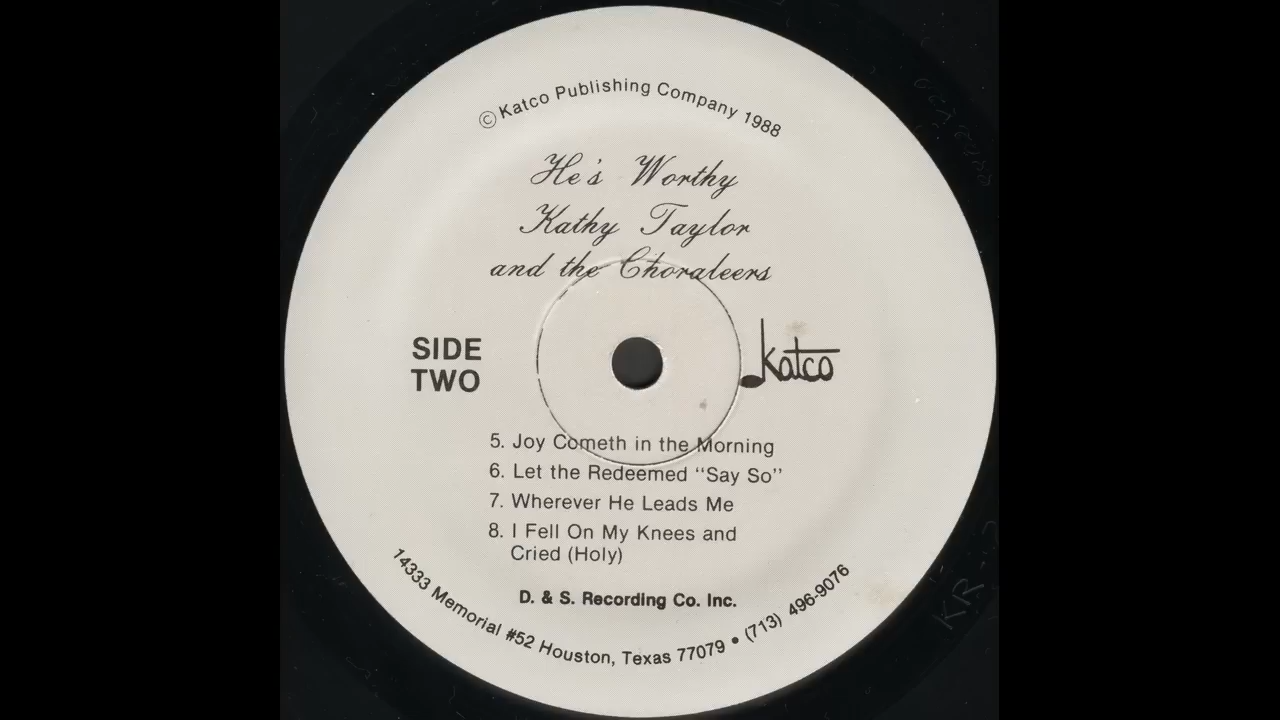 © Katco Publishing Company 1988
He's Worthy
Kathy Taylor
and the Choraleers
SIDE
TWO
Katco
5. Joy Cometh in the Morning
6. Let the Redeemed “Say So”
7. Wherever He Leads Me
8. I Fell On My Knees and
Cried (Holy)
D. & S. Recording Co. Inc.
14333 Memorial #52 Houston, Texas 77079 • (713) 496-9076